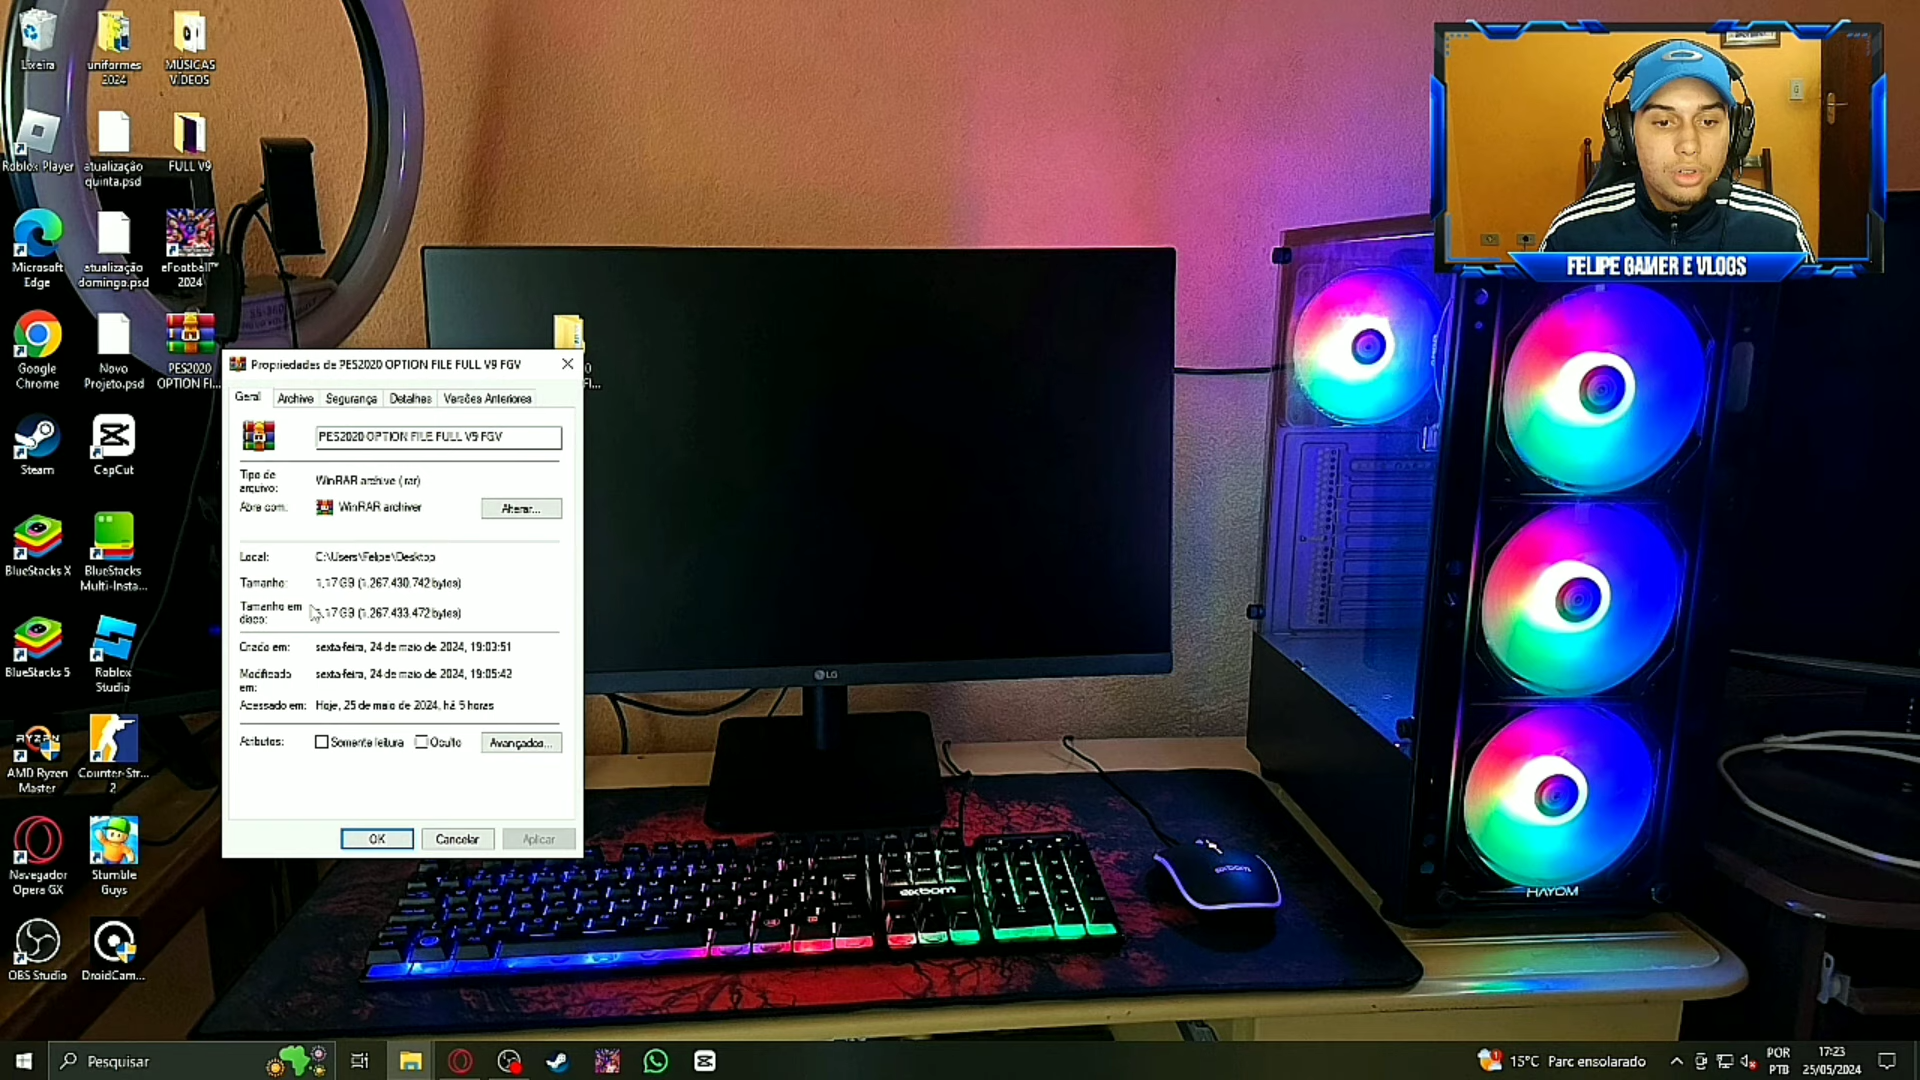 Lixeira
uniformes
2024
MÚSICAS
VÍDEOS
Roblox Player
atualização
quinta.psd
FULL V9
Microsoft
Edge
atualização
domingo.psd
eFootball™
2024
Google
Chrome
Novo
Projeto.psd
PES2020
OPTION FI...
Steam
CapCut
BlueStacks X
BlueStacks
Multi-Insta...
BlueStacks 5
Roblox
Studio
RYZEN
AMD Ryzen
Master
Counter-Str...
2
Navegador
Opera GX
Stumble
Guys
OBS Studio
DroidCam...
Propriedades de PES2020 OPTION FILE FULL V9 FGV
Geral
Archive
Segurança
Detalhes
Versões Anteriores
PES2020 OPTION FILE FULL V9 FGV
Tipo de
arquivo:
WinRAR archive (.rar)
Abre com:
WinRAR archiver
Alterar...
Local:
C:\Users\Felipe\Desktop
Tamanho:
1,17 GB (1.267.430.742 bytes)
Tamanho em
disco:
1,17 GB (1.267.433.472 bytes)
Criado em:
sexta-feira, 24 de maio de 2024, 19:03:51
Modificado
em:
sexta-feira, 24 de maio de 2024, 19:05:42
Acessado em:
Hoje, 25 de maio de 2024, há 5 horas
Atributos:
Somente leitura
Oculto
Avançados...
OK
Cancelar
Aplicar
FELIPE GAMER E VLOGS
LG
exbom
exbom
HAYOM
Pesquisar
15°C Parc ensolarado
POR
PTB
17:23
25/05/2024